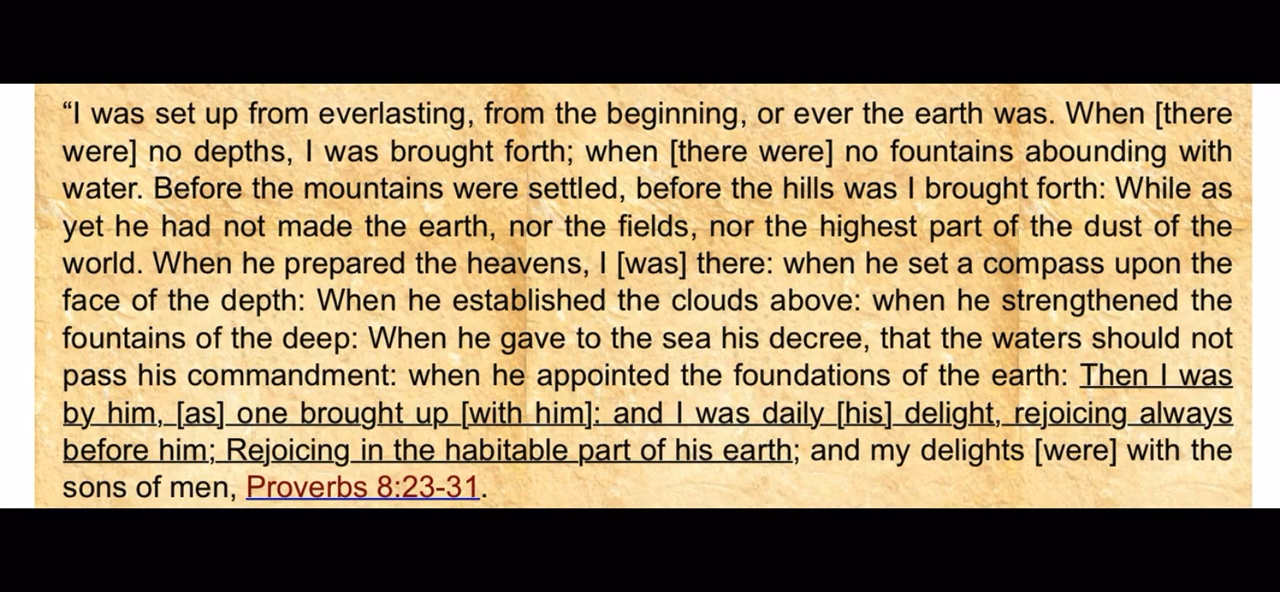 “I was set up from everlasting, from the beginning, or ever the earth was. When [there
were] no depths, I was brought forth; when [there were] no fountains abounding with
water. Before the mountains were settled, before the hills was I brought forth: While as
yet he had not made the earth, nor the fields, nor the highest part of the dust of the
world. When he prepared the heavens, I [was] there: when he set a compass upon the
face of the depth: When he established the clouds above: when he strengthened the
fountains of the deep: When he gave to the sea his decree, that the waters should not
pass his commandment: when he appointed the foundations of the earth: Then I was
by him, [as] one brought up [with him]: and I was daily [his] delight, rejoicing always
before him; Rejoicing in the habitable part of his earth; and my delights [were] with the
sons of men, Proverbs 8:23-31.